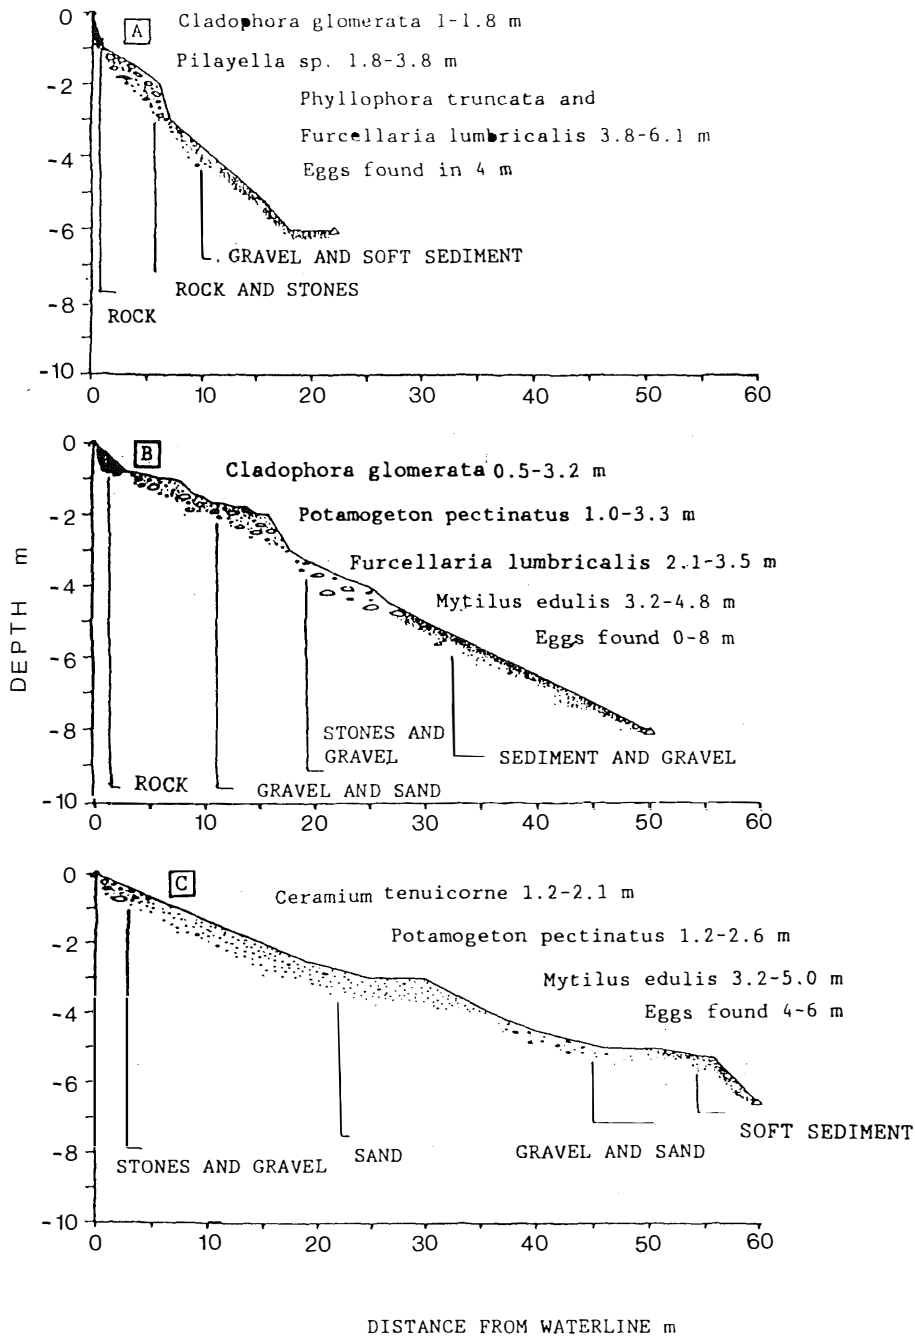 0
A
Cladophora glomerata 1-1.8 m
Pilayella sp. 1.8-3.8 m
-2
Phyllophora truncata and
Furcellaria lumbricalis 3.8-6.1 m
-4
Eggs found in 4 m
-6
GRAVEL AND SOFT SEDIMENT
ROCK AND STONES
-8
ROCK
-10
0 10 20 30 40 50 60
0
B
Cladophora glomerata 0.5-3.2 m
-2
Potamogeton pectinatus 1.0-3.3 m
Furcellaria lumbricalis 2.1-3.5 m
-4
Mytilus edulis 3.2-4.8 m
Eggs found 0-8 m
-6
-8
STONES AND
GRAVEL
SEDIMENT AND GRAVEL
ROCK
GRAVEL AND SAND
-10
0 10 20 30 40 50 60
DEPTH m
0
C
Ceramium tenuicorne 1.2-2.1 m
-2
Potamogeton pectinatus 1.2-2.6 m
Mytilus edulis 3.2-5.0 m
-4
Eggs found 4-6 m
-6
SOFT SEDIMENT
-8
STONES AND GRAVEL
SAND
GRAVEL AND SAND
-10
0 10 20 30 40 50 60
DISTANCE FROM WATERLINE m